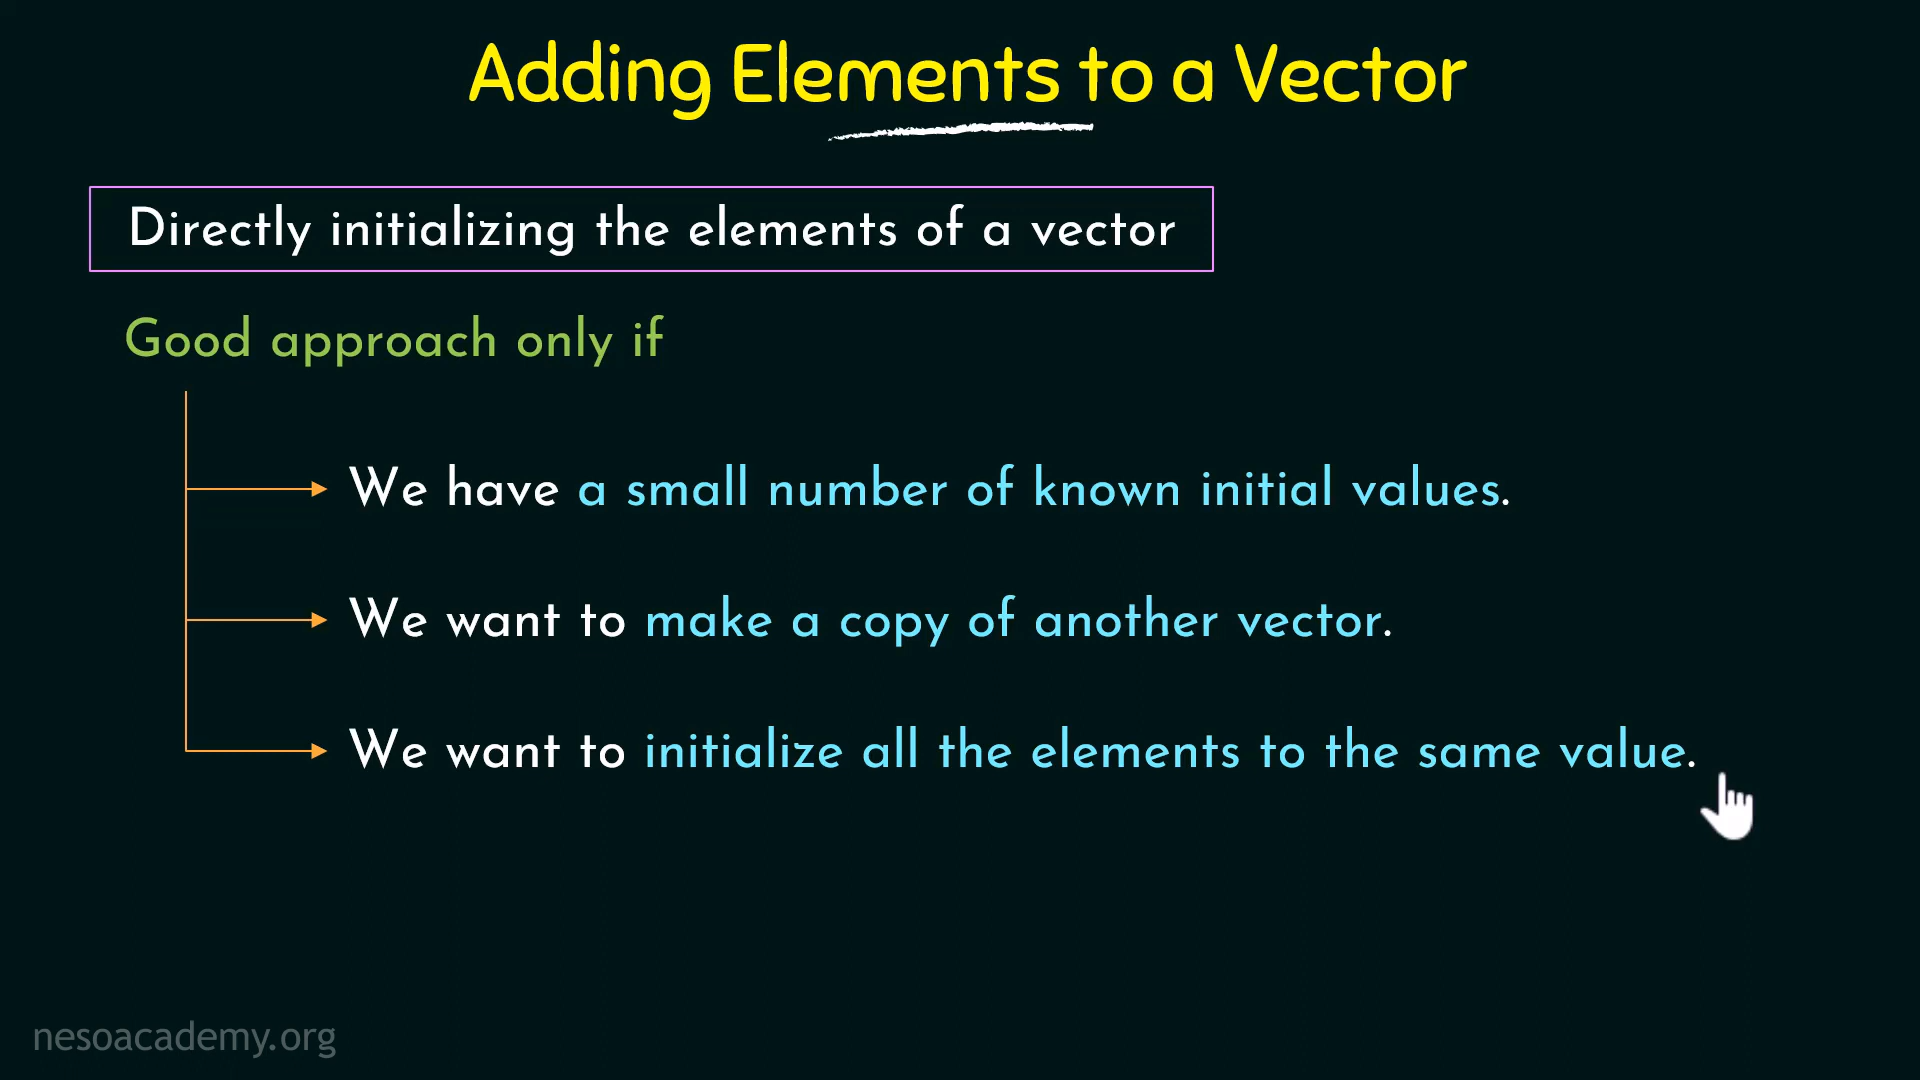 Adding Elements to a Vector
Directly initializing the elements of a vector
Good approach only if
We have a small number of known initial values.
We want to make a copy of another vector.
We want to initialize all the elements to the same value.
nesoacademy.org